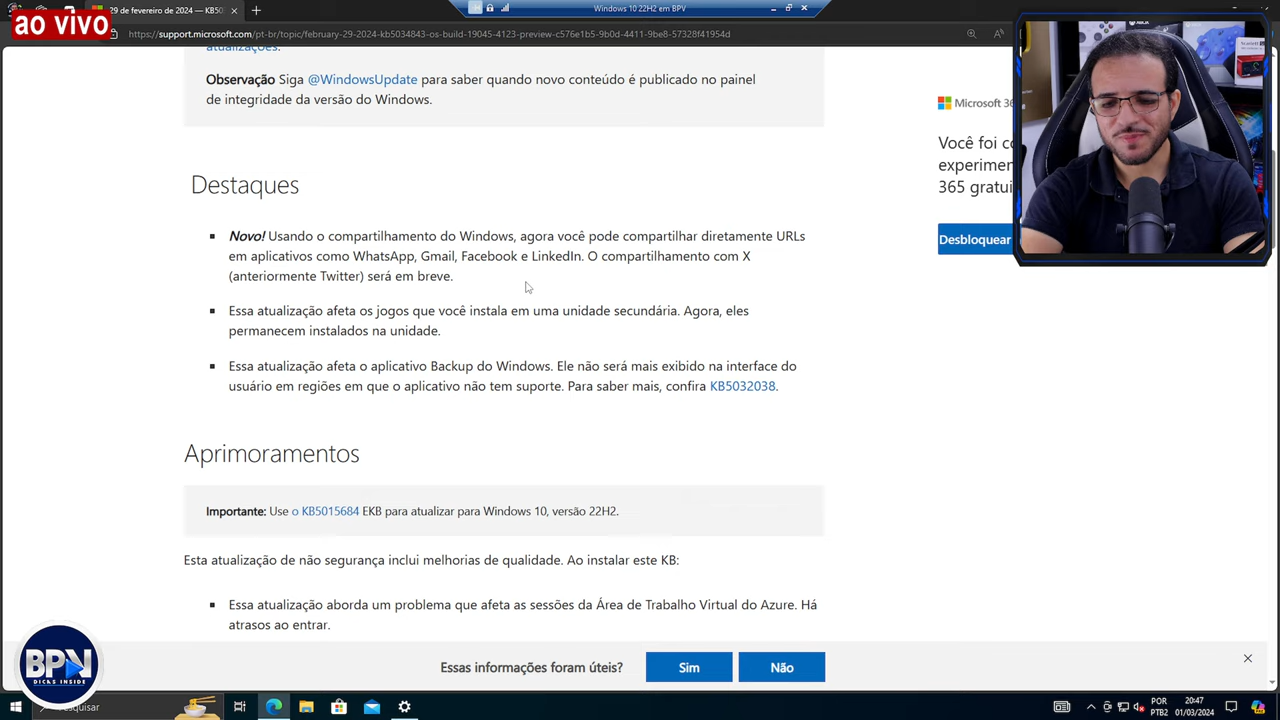 29 de fevereiro de 2024 — KB50
Windows 10 22H2 em BPV
ao vivo
https://support.microsoft.com/pt-br/topic/february-29-2024-kb5034843-os-build-19045-4123-preview-c576e1b5-9b0d-4411-9be8-57328f41954d
atualizações.
Observação Siga @WindowsUpdate para saber quando novo conteúdo é publicado no painel
de integridade da versão do Windows.
Microsoft 36
Você foi co
experimen
365 gratui
Desbloquear
Destaques
Novo! Usando o compartilhamento do Windows, agora você pode compartilhar diretamente URLs
em aplicativos como WhatsApp, Gmail, Facebook e LinkedIn. O compartilhamento com X
(anteriormente Twitter) será em breve.
Essa atualização afeta os jogos que você instala em uma unidade secundária. Agora, eles
permanecem instalados na unidade.
Essa atualização afeta o aplicativo Backup do Windows. Ele não será mais exibido na interface do
usuário em regiões em que o aplicativo não tem suporte. Para saber mais, confira KB5032038.
Aprimoramentos
Importante: Use o KB5015684 EKB para atualizar para Windows 10, versão 22H2.
Esta atualização de não segurança inclui melhorias de qualidade. Ao instalar este KB:
Essa atualização aborda um problema que afeta as sessões da Área de Trabalho Virtual do Azure. Há
atrasos ao entrar.
Essas informações foram úteis?
Sim
Não
BPV
DICAS INSIDE
esquisar
POR
PTB2
20:47
01/03/2024